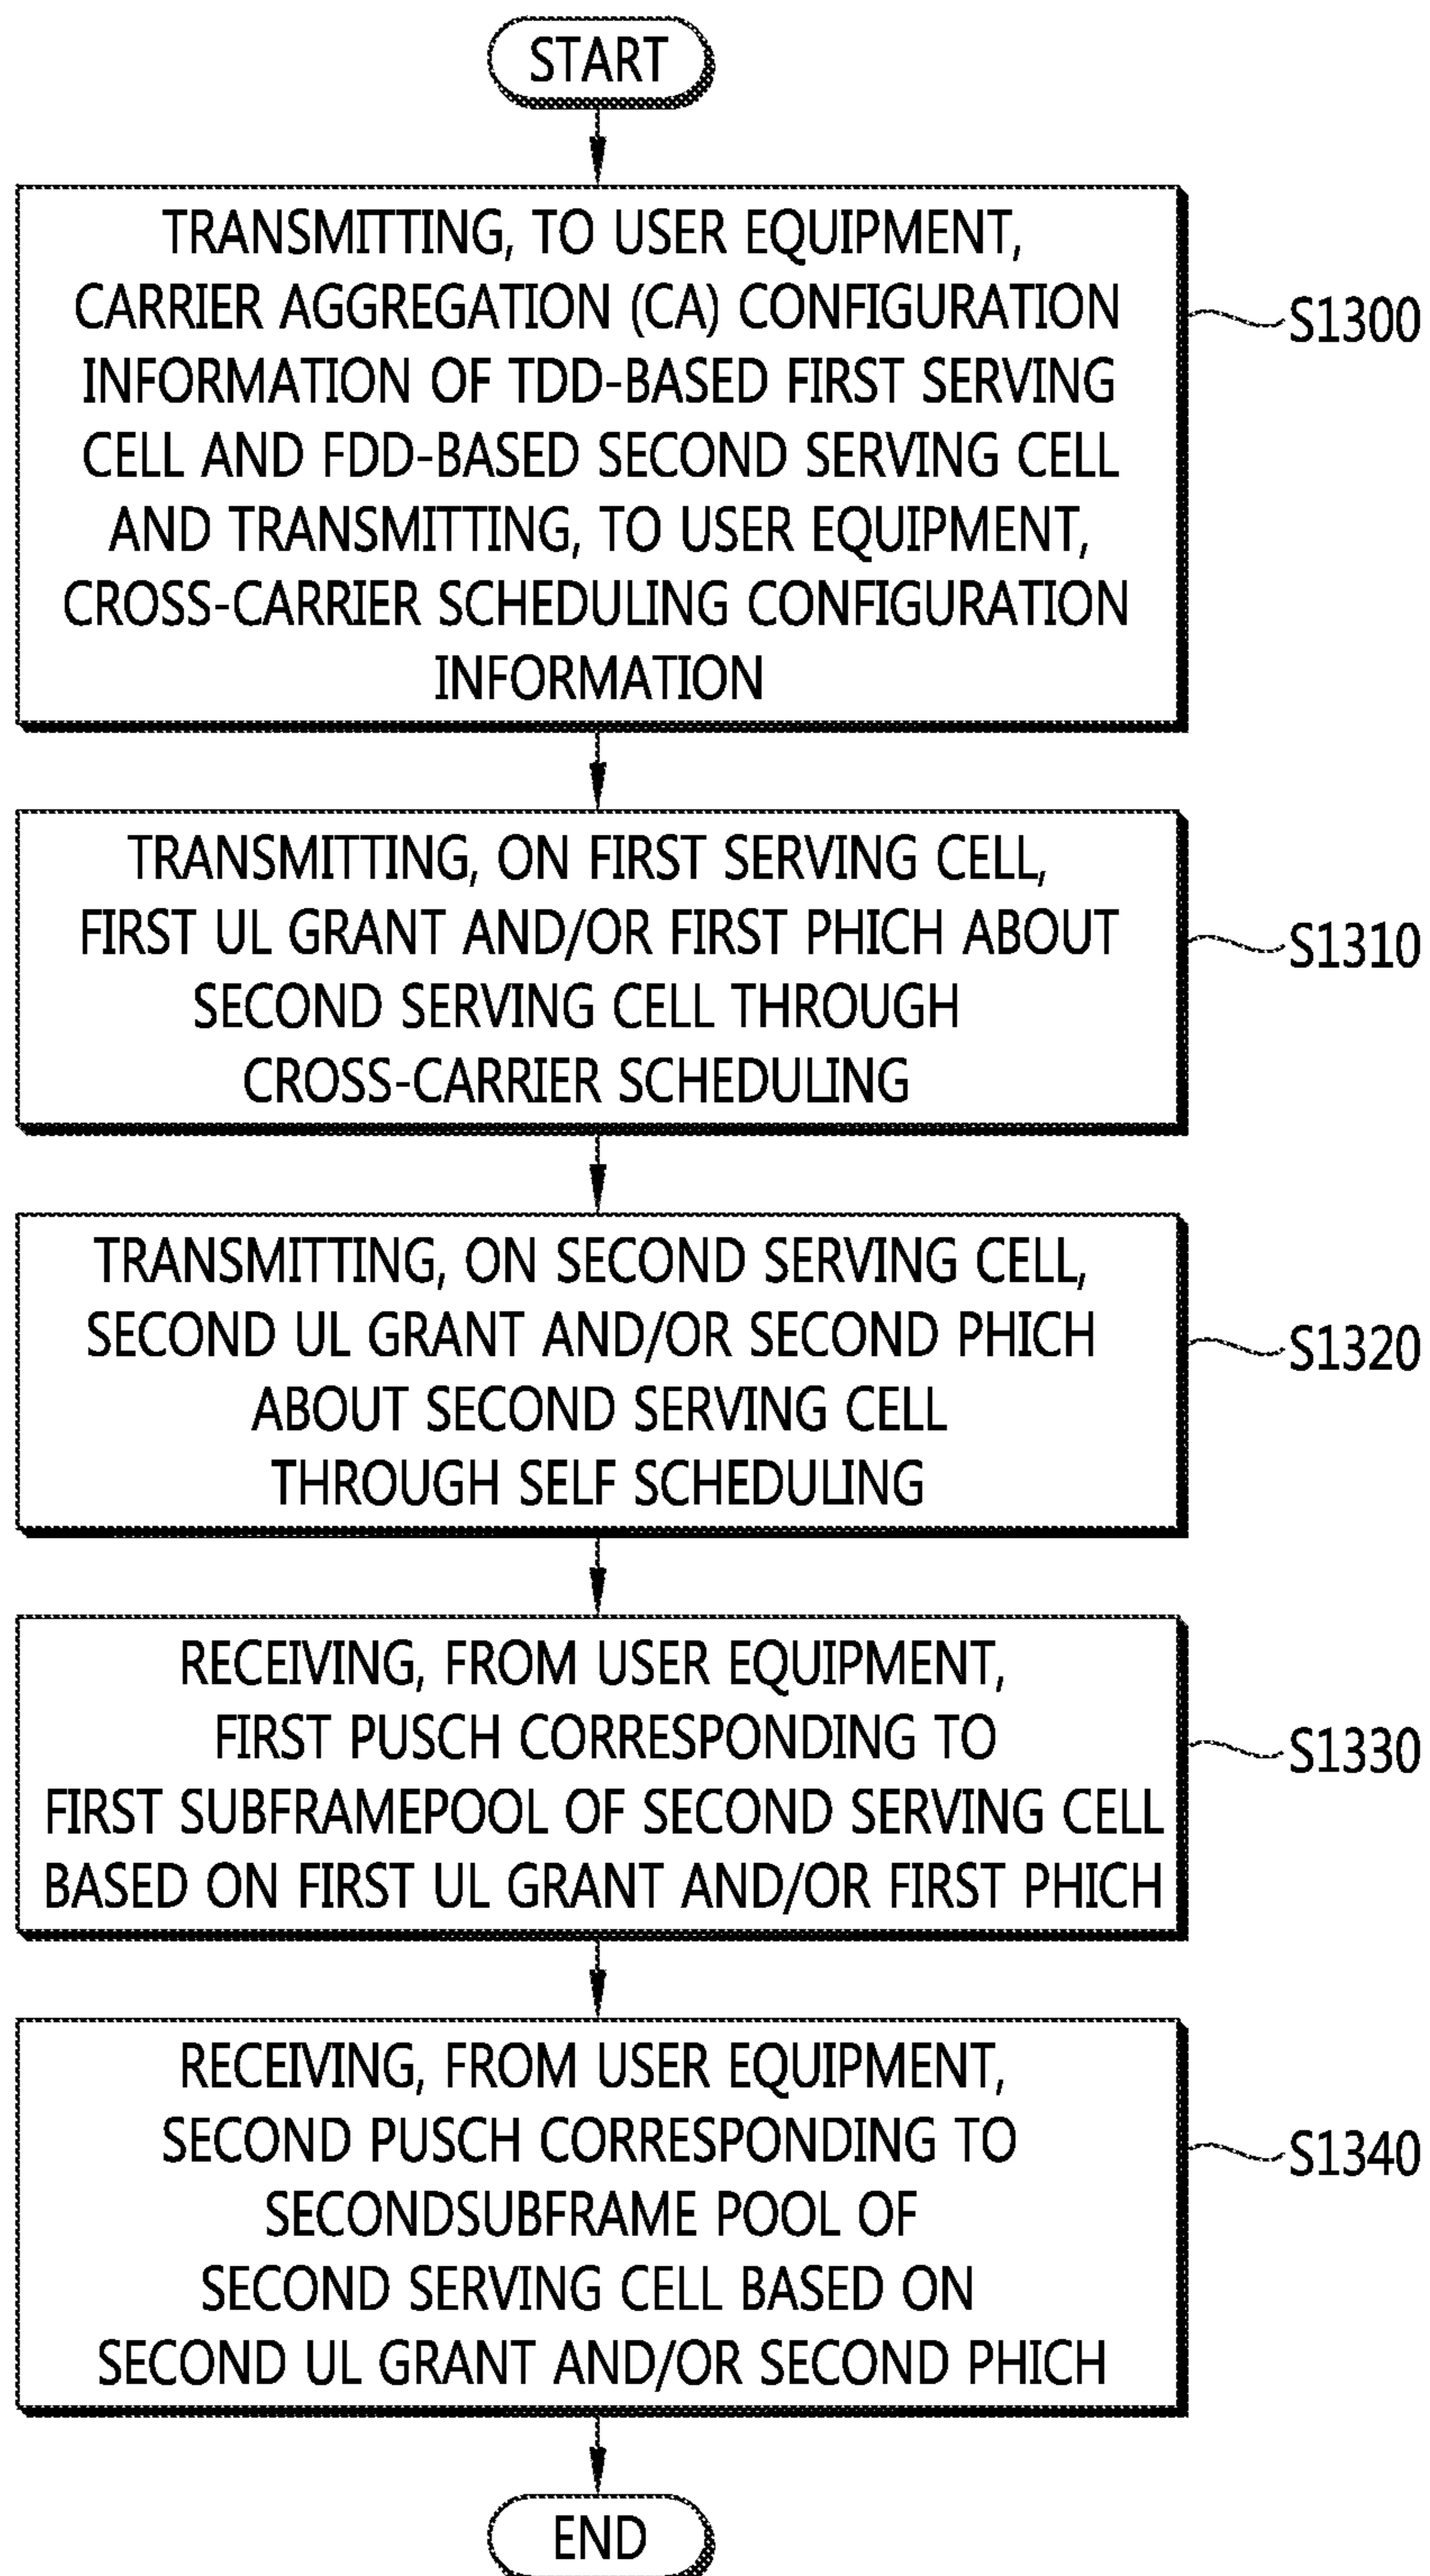 START
TRANSMITTING, TO USER EQUIPMENT,
CARRIER AGGREGATION (CA) CONFIGURATION
INFORMATION OF TDD-BASED FIRST SERVING
CELL AND FDD-BASED SECOND SERVING CELL
AND TRANSMITTING, TO USER EQUIPMENT,
CROSS-CARRIER SCHEDULING CONFIGURATION
INFORMATION
S1300
TRANSMITTING, ON FIRST SERVING CELL,
FIRST UL GRANT AND/OR FIRST PHICH ABOUT
SECOND SERVING CELL THROUGH
CROSS-CARRIER SCHEDULING
S1310
TRANSMITTING, ON SECOND SERVING CELL,
SECOND UL GRANT AND/OR SECOND PHICH
ABOUT SECOND SERVING CELL
THROUGH SELF SCHEDULING
S1320
RECEIVING, FROM USER EQUIPMENT,
FIRST PUSCH CORRESPONDING TO
FIRST SUBFRAMEPOOL OF SECOND SERVING CELL
BASED ON FIRST UL GRANT AND/OR FIRST PHICH
S1330
RECEIVING, FROM USER EQUIPMENT,
SECOND PUSCH CORRESPONDING TO
SECONDSUBFRAME POOL OF
SECOND SERVING CELL BASED ON
SECOND UL GRANT AND/OR SECOND PHICH
S1340
END